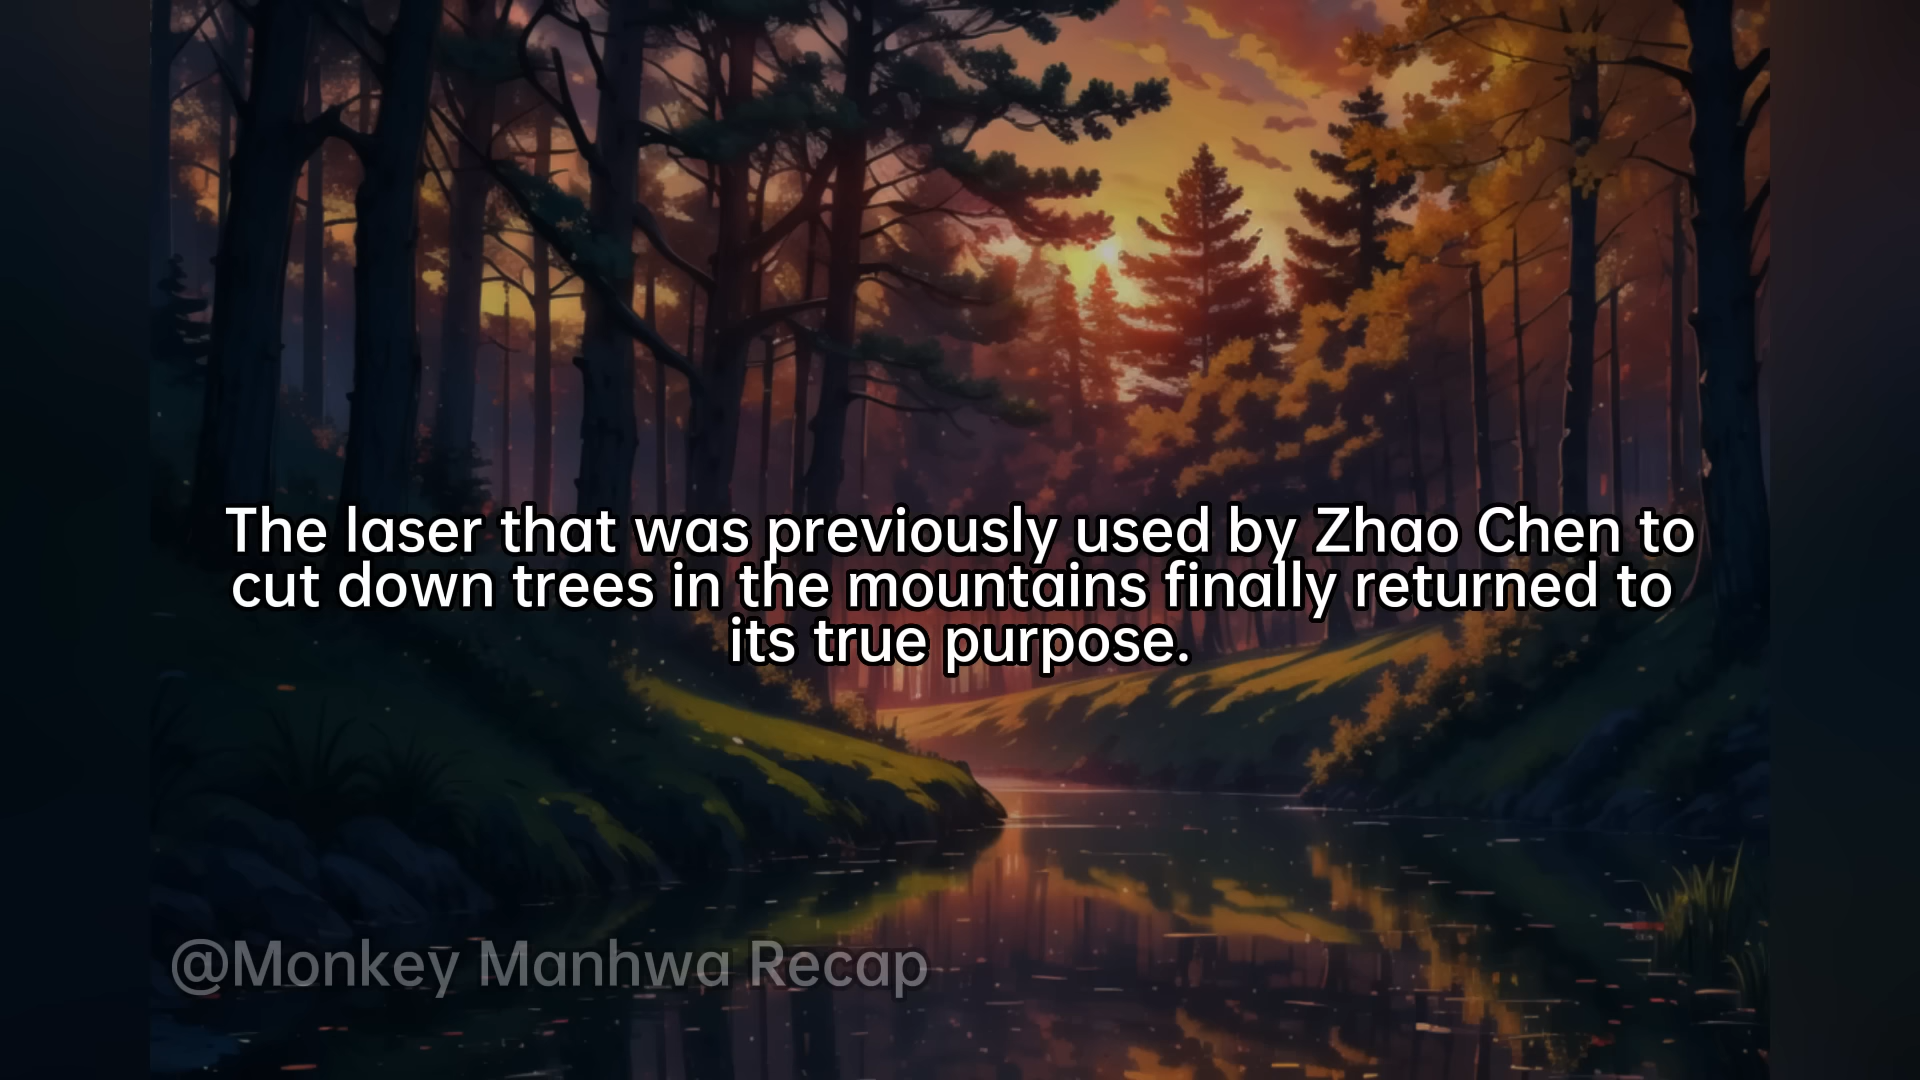 The laser that was previously used by Zhao Chen to
cut down trees in the mountains finally returned to
its true purpose.
@Monkey Manhwa Recap